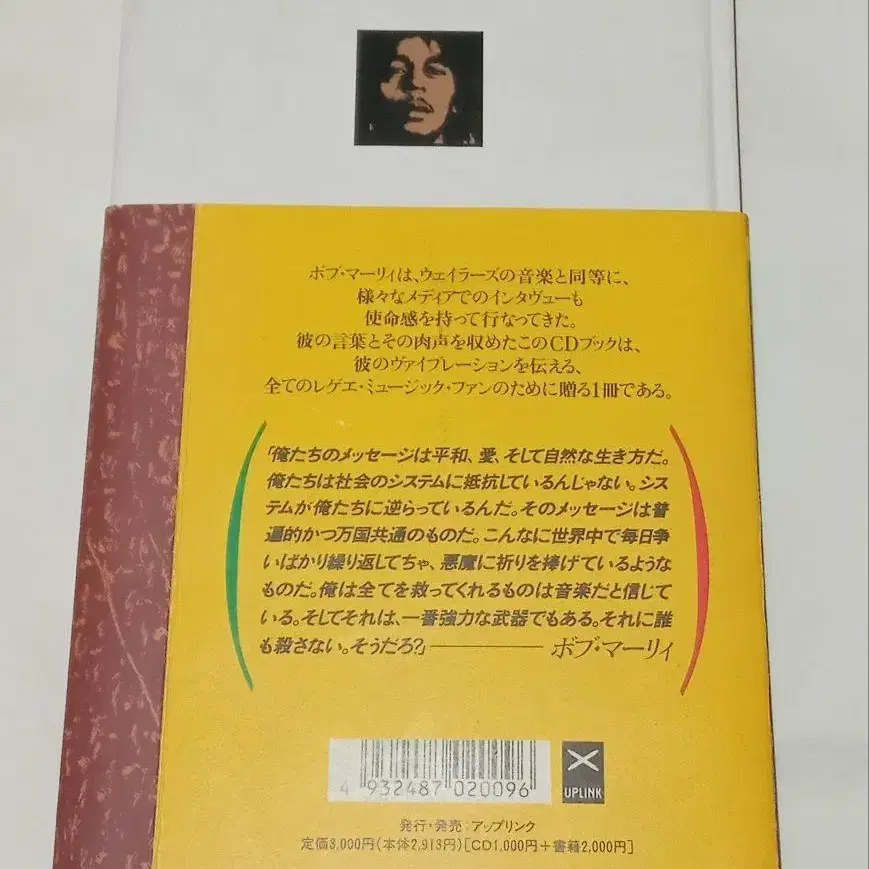 ボブ・マーリィは、ウェイラーズの音楽と同等に、
様々なメディアでのインタヴューも
使命感を持って行なってきた。
彼の言葉とその肉声を収めたこのCDブックは、
彼のヴァイブレーションを伝える、
全てのレゲエ・ミュージック・ファンのために贈る1冊である。
「俺たちのメッセージは平和、愛、そして自然な生き方だ。
俺たちは社会のシステムに抵抗しているんじゃない。シス
テムが俺たちに逆らっているんだ。そのメッセージは普
遍的かつ万国共通のものだ。こんなに世界中で毎日争
いばかり繰り返してちゃ、悪魔に祈りを捧げているような
ものだ。俺は全てを救ってくれるものは音楽だと信じて
いる。そしてそれは、一番強力な武器でもある。それに誰
も殺さない。そうだろ?」――――ボブ・マーリィ
4 932487 020096
UPLINK
発行・発売:アップリンク
定価3,000円(本体2,913円)[CD1,000円+書籍2,000円]